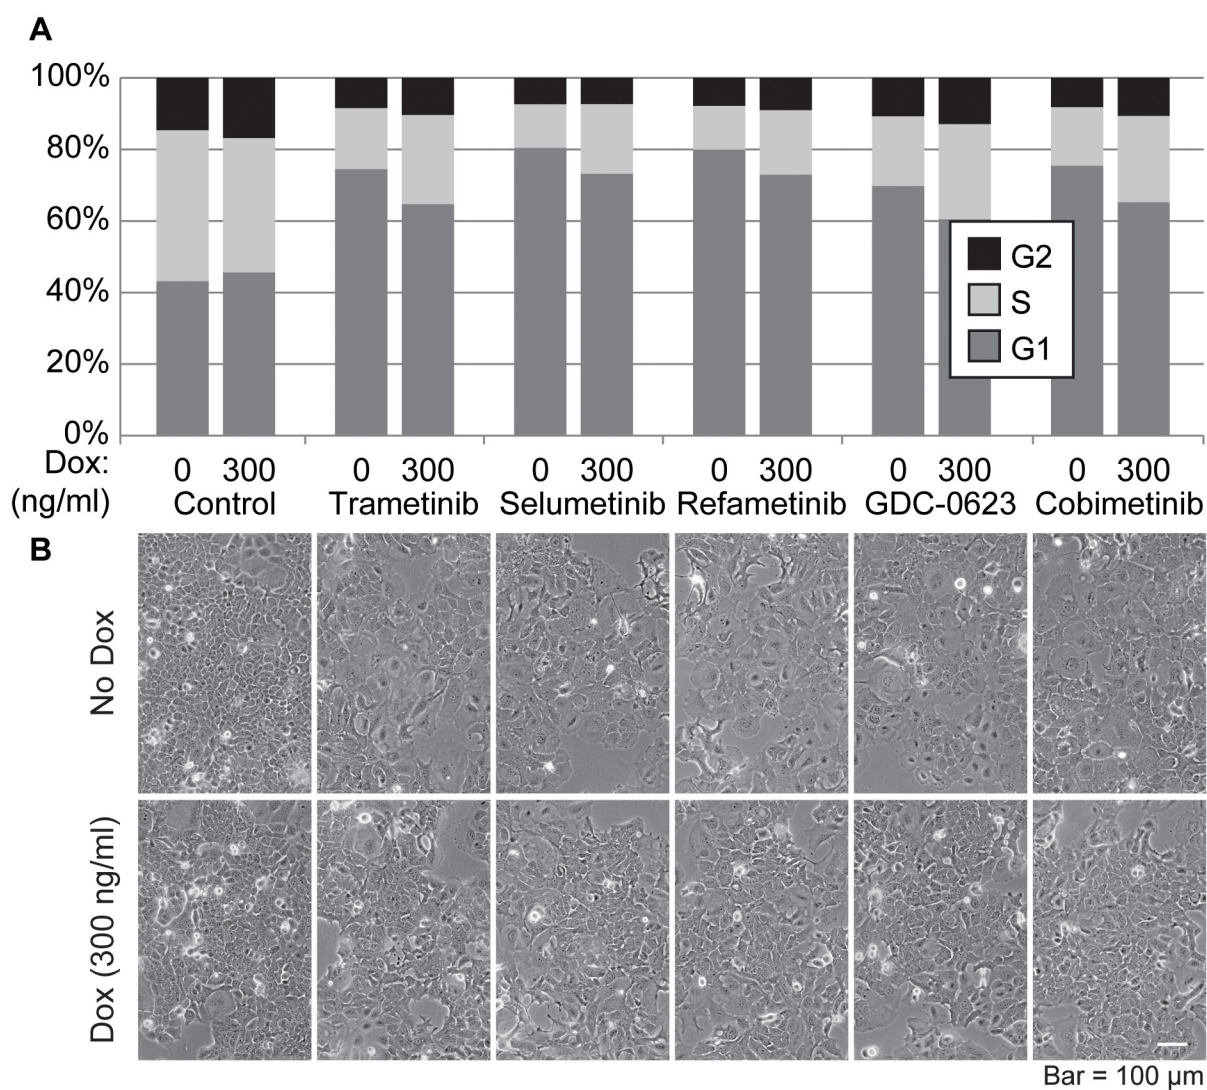 A
100%
80%
60%
40%
20%
0%
G2
S
G1
Dox: 0 300 0 300 0 300 0 300 0 300 0 300
(ng/ml) Control Trametinib Selumetinib Refametinib GDC-0623 Cobimetinib
B
No Dox
Dox (300 ng/ml)
Bar = 100 µm